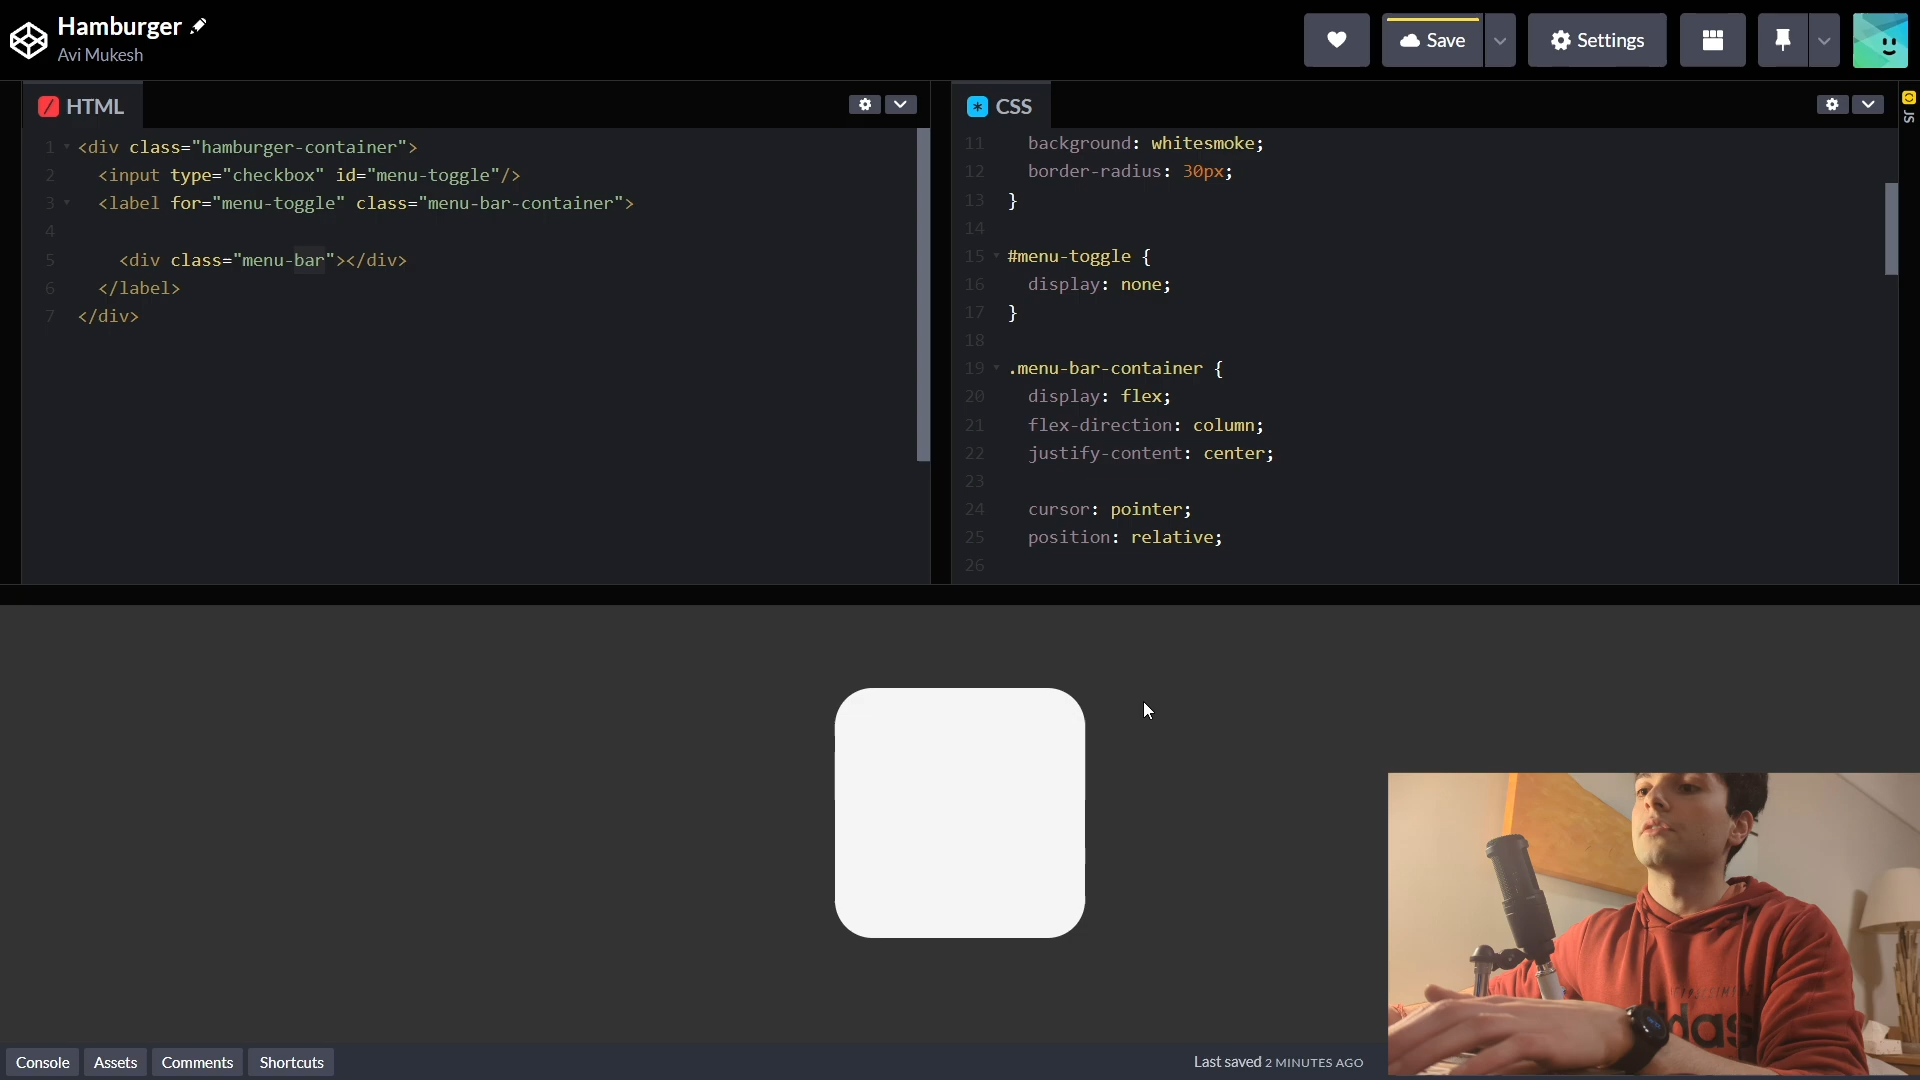 Hamburger
Avi Mukesh
Save
Settings
HTML
1 <div class="hamburger-container">
2 <input type="checkbox" id="menu-toggle"/>
3 <label for="menu-toggle" class="menu-bar-container">
4
5 <div class="menu-bar"></div>
6 </label>
7 </div>
CSS
11 background: whitesmoke;
12 border-radius: 30px;
13 }
14
15 #menu-toggle {
16 display: none;
17 }
18
19 .menu-bar-container {
20 display: flex;
21 flex-direction: column;
22 justify-content: center;
23
24 cursor: pointer;
25 position: relative;
26
JS
Console
Assets
Comments
Shortcuts
Last saved 2 MINUTES AGO